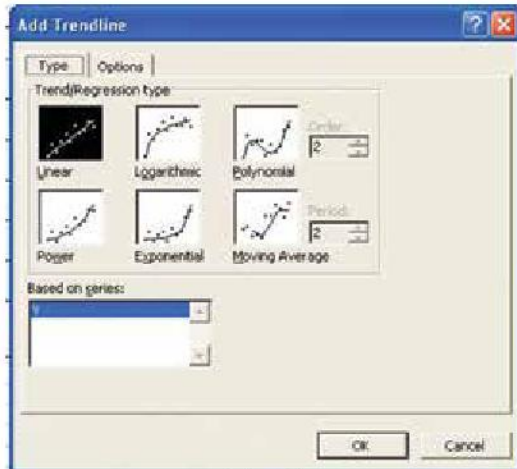 Add Trendline
Type Options
Trend/Regression type
Linear Logarithmic Polynomial Order:
2
Power Exponential Moving Average Period:
2
Based on series:
Y
OK Cancel